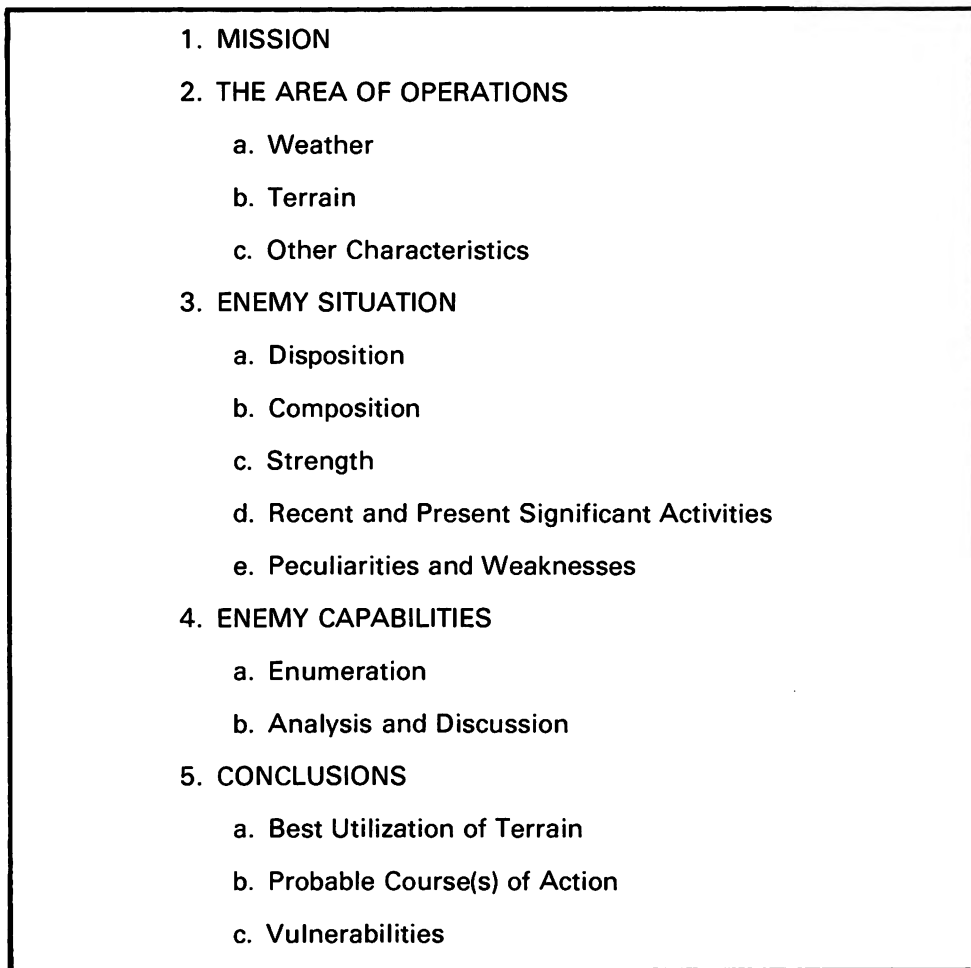 1. MISSION
2. THE AREA OF OPERATIONS
a. Weather
b. Terrain
c. Other Characteristics
3. ENEMY SITUATION
a. Disposition
b. Composition
c. Strength
d. Recent and Present Significant Activities
e. Peculiarities and Weaknesses
4. ENEMY CAPABILITIES
a. Enumeration
b. Analysis and Discussion
5. CONCLUSIONS
a. Best Utilization of Terrain
b. Probable Course(s) of Action
c. Vulnerabilities